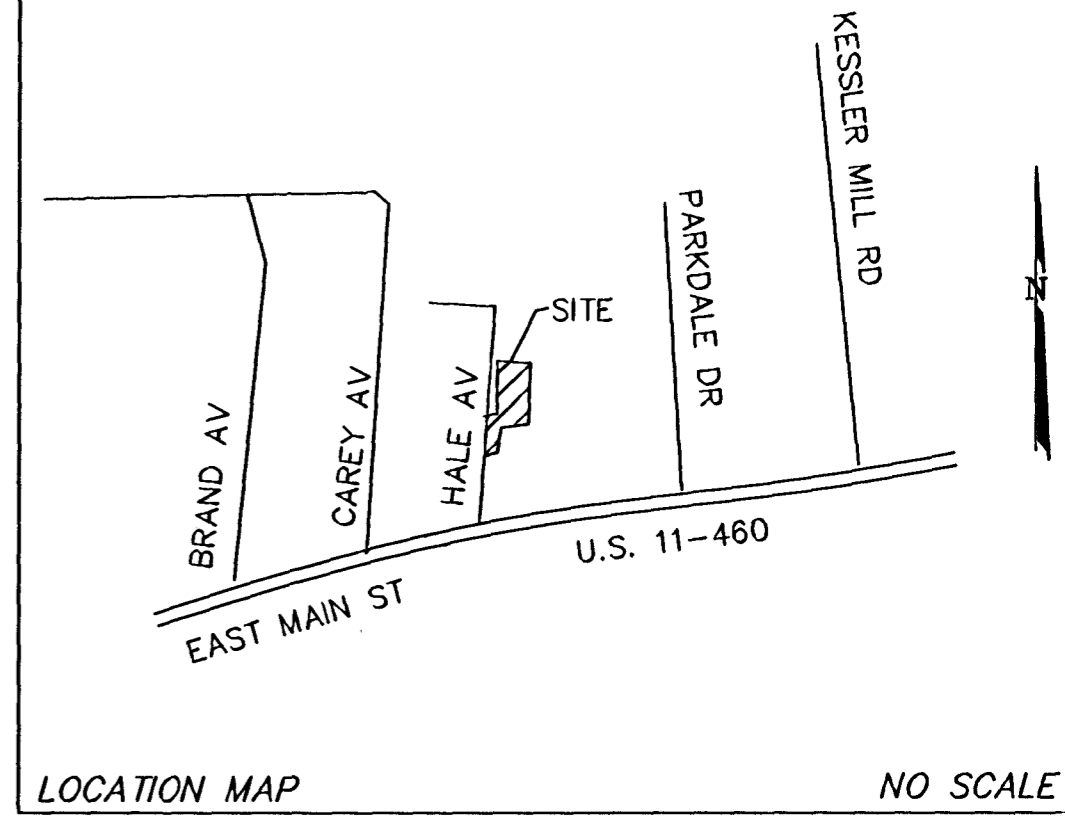 KESSLER MILL RD
PARKDALE DR
N
SITE
HALE AV
CAREY AV
BRAND AV
U.S. 11-460
EAST MAIN ST
LOCATION MAP
NO SCALE